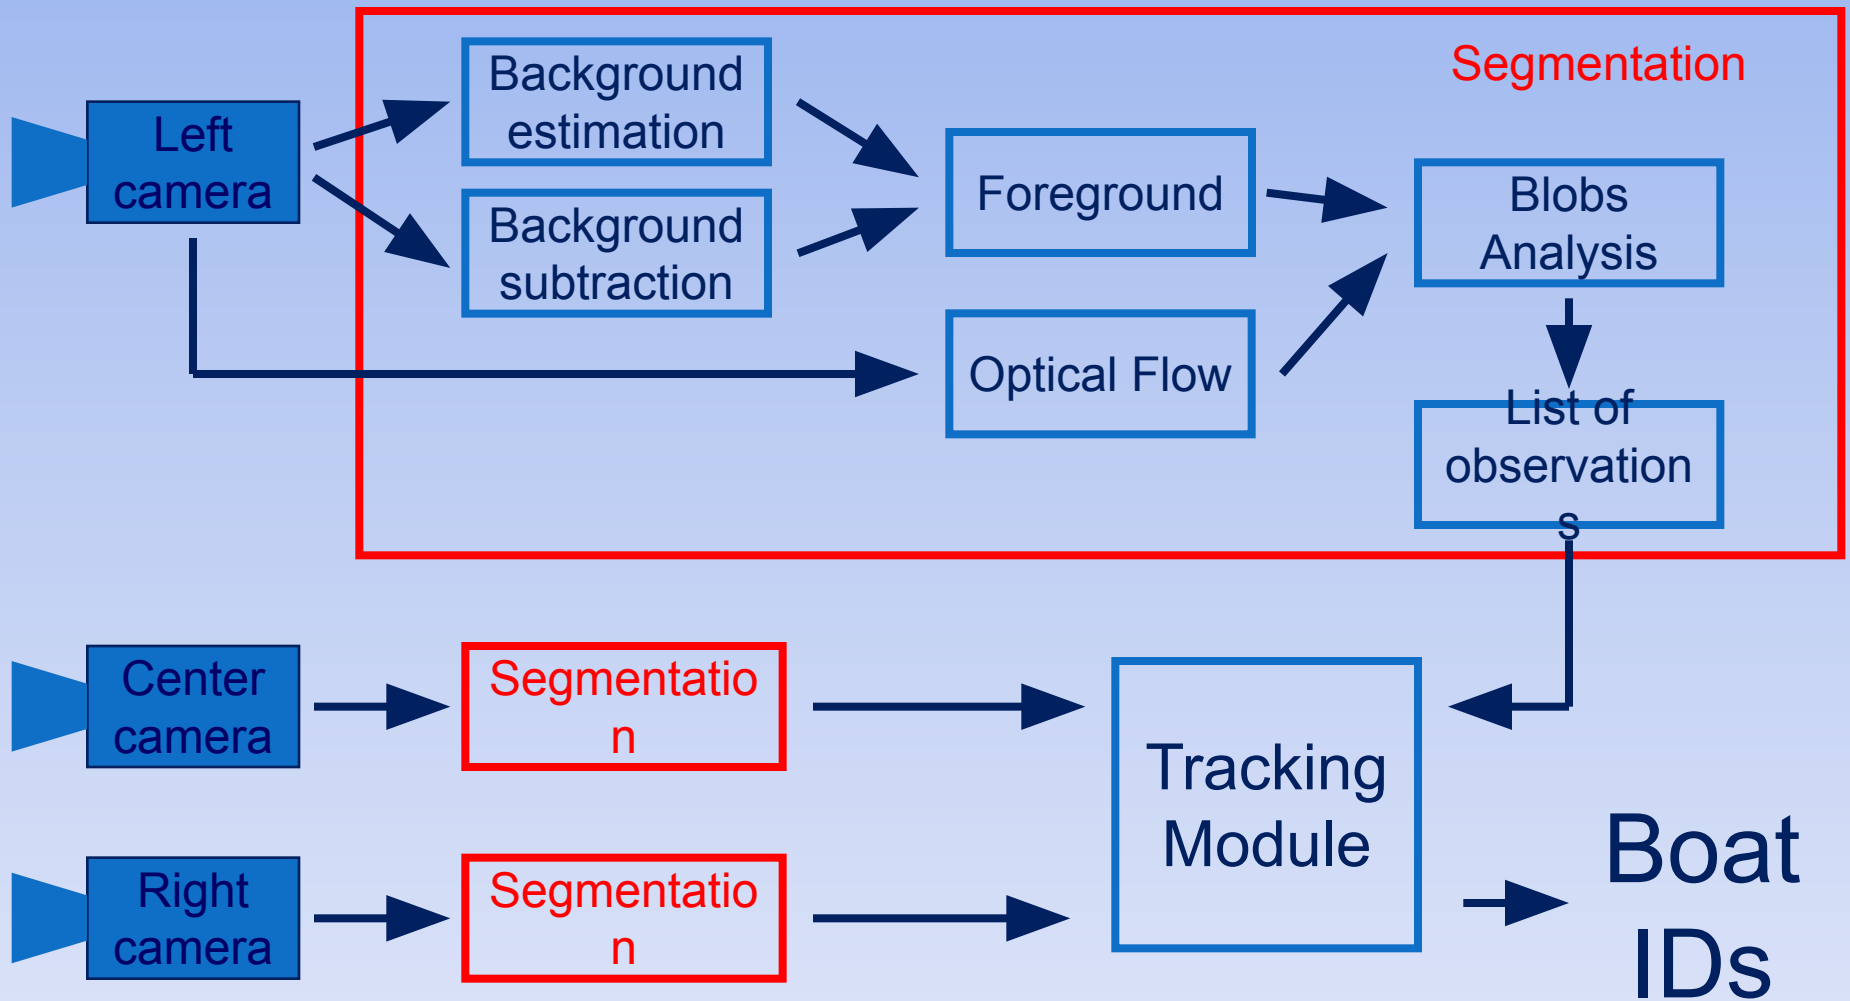 Segmentation
Left
camera
Background
estimation
Background
subtraction
Foreground
Optical Flow
Blobs
Analysis
List of
observation
s
Center
camera
Segmentatio
n
Right
camera
Segmentatio
n
Tracking
Module
Boat
IDs